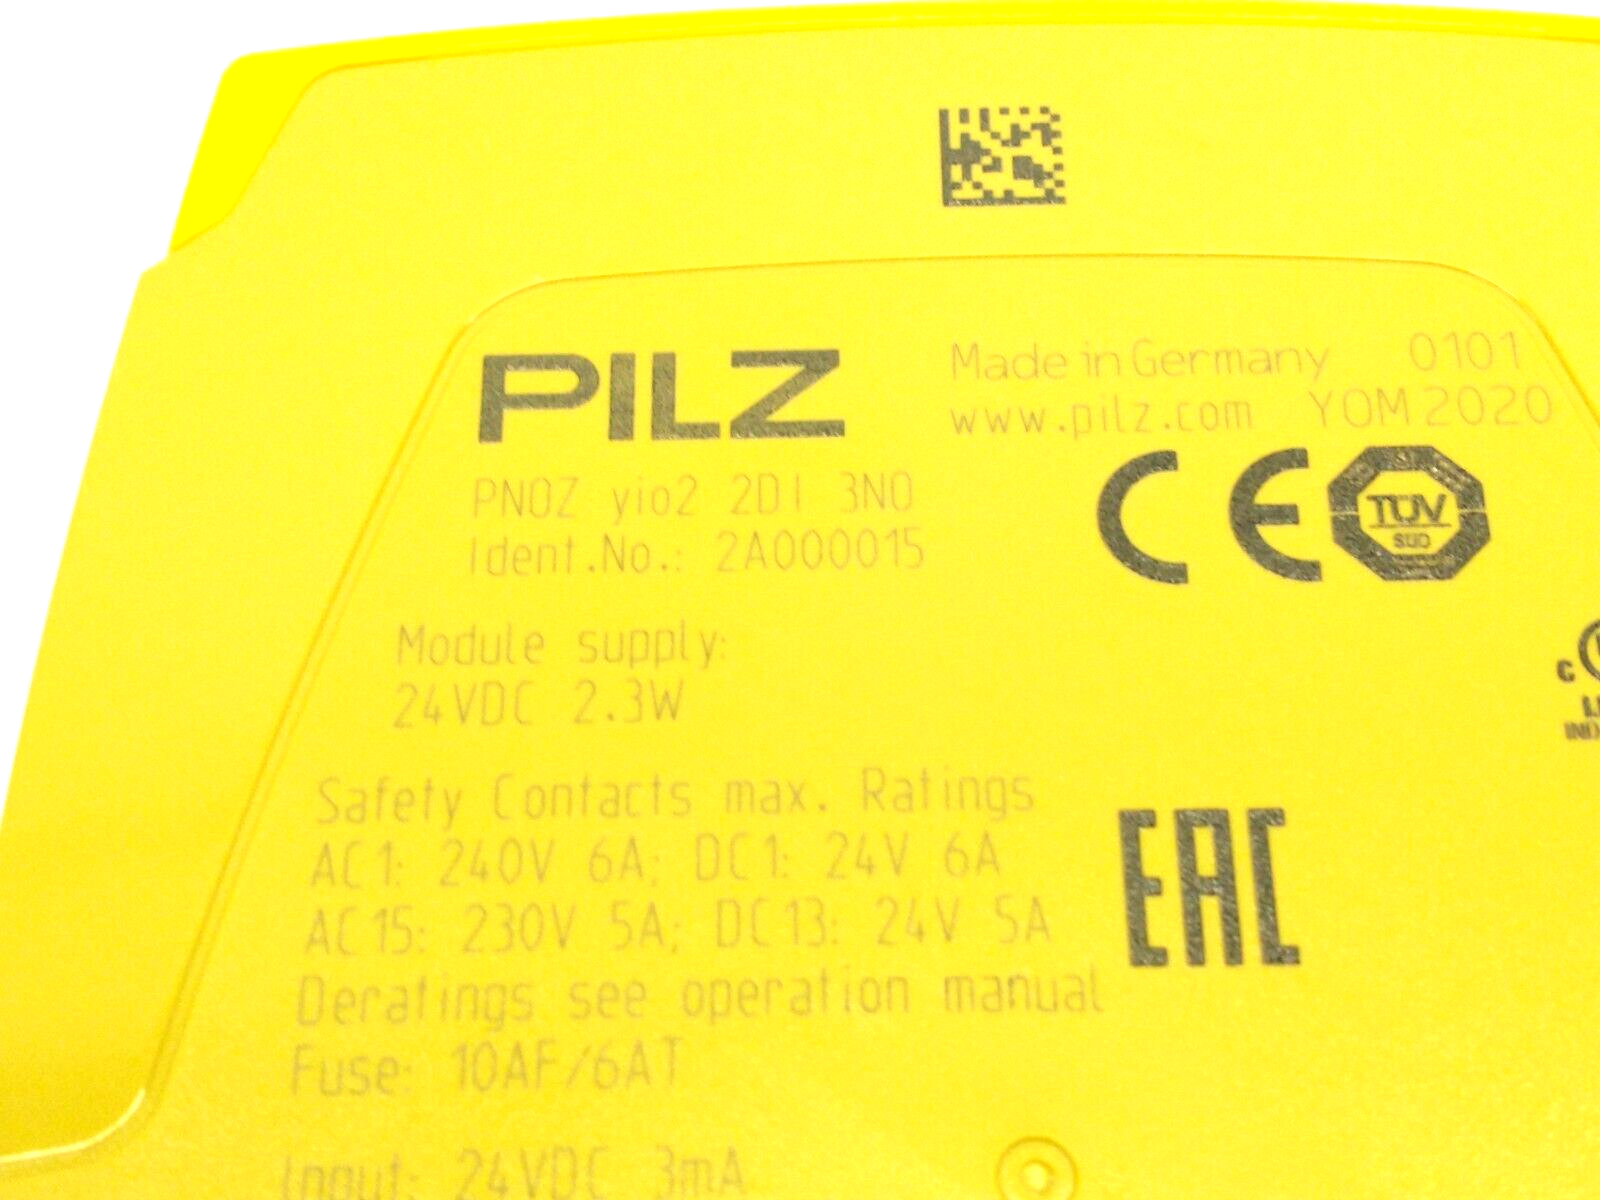 PILZ
Made in Germany 0101
www.pilz.com YOM 2020
PNOZ yio2 2DI 3NO
Ident.No.: 2A000015
CE
TÜV
SÜD
Module supply:
24VDC 2.3W
C
Safety Contacts max. Ratings
AC1: 240V 6A; DC1: 24V 6A
AC15: 230V 5A; DC13: 24V 5A
EAC
Deratings see operation manual
Fuse: 10AF/6AT
Input: 24VDC 3mA